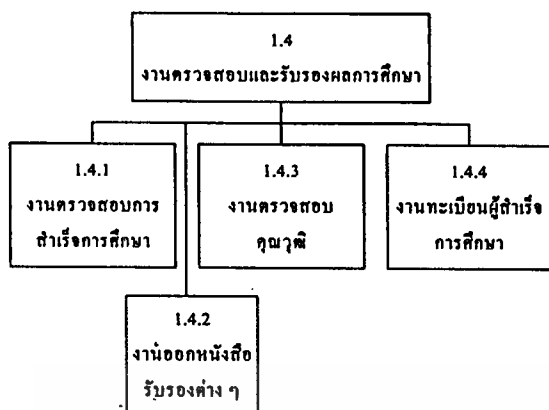 1.4
งานตรวจสอบและรับรองผลการศึกษา
1.4.1
งานตรวจสอบการ
สำเร็จการศึกษา
1.4.3
งานตรวจสอบ
คุณวุฒิ
1.4.4
งานทะเบียนผู้สำเร็จ
การศึกษา
1.4.2
งานออกหนังสือ
รับรองต่าง ๆ